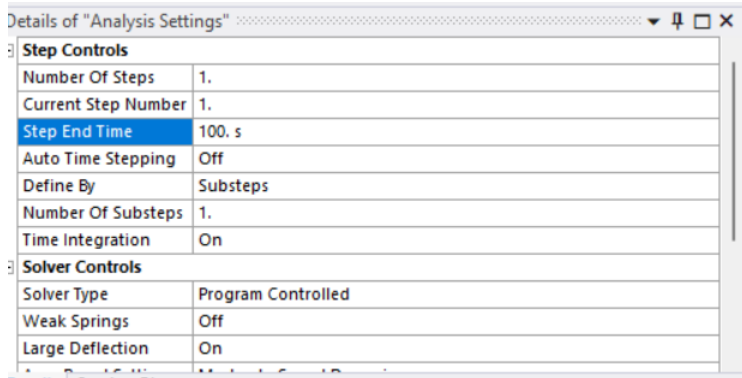 Details of "Analysis Settings"
Step Controls
Number Of Steps 1.
Current Step Number 1.
Step End Time 100. s
Auto Time Stepping Off
Define By Substeps
Number Of Substeps 1.
Time Integration On
Solver Controls
Solver Type Program Controlled
Weak Springs Off
Large Deflection On